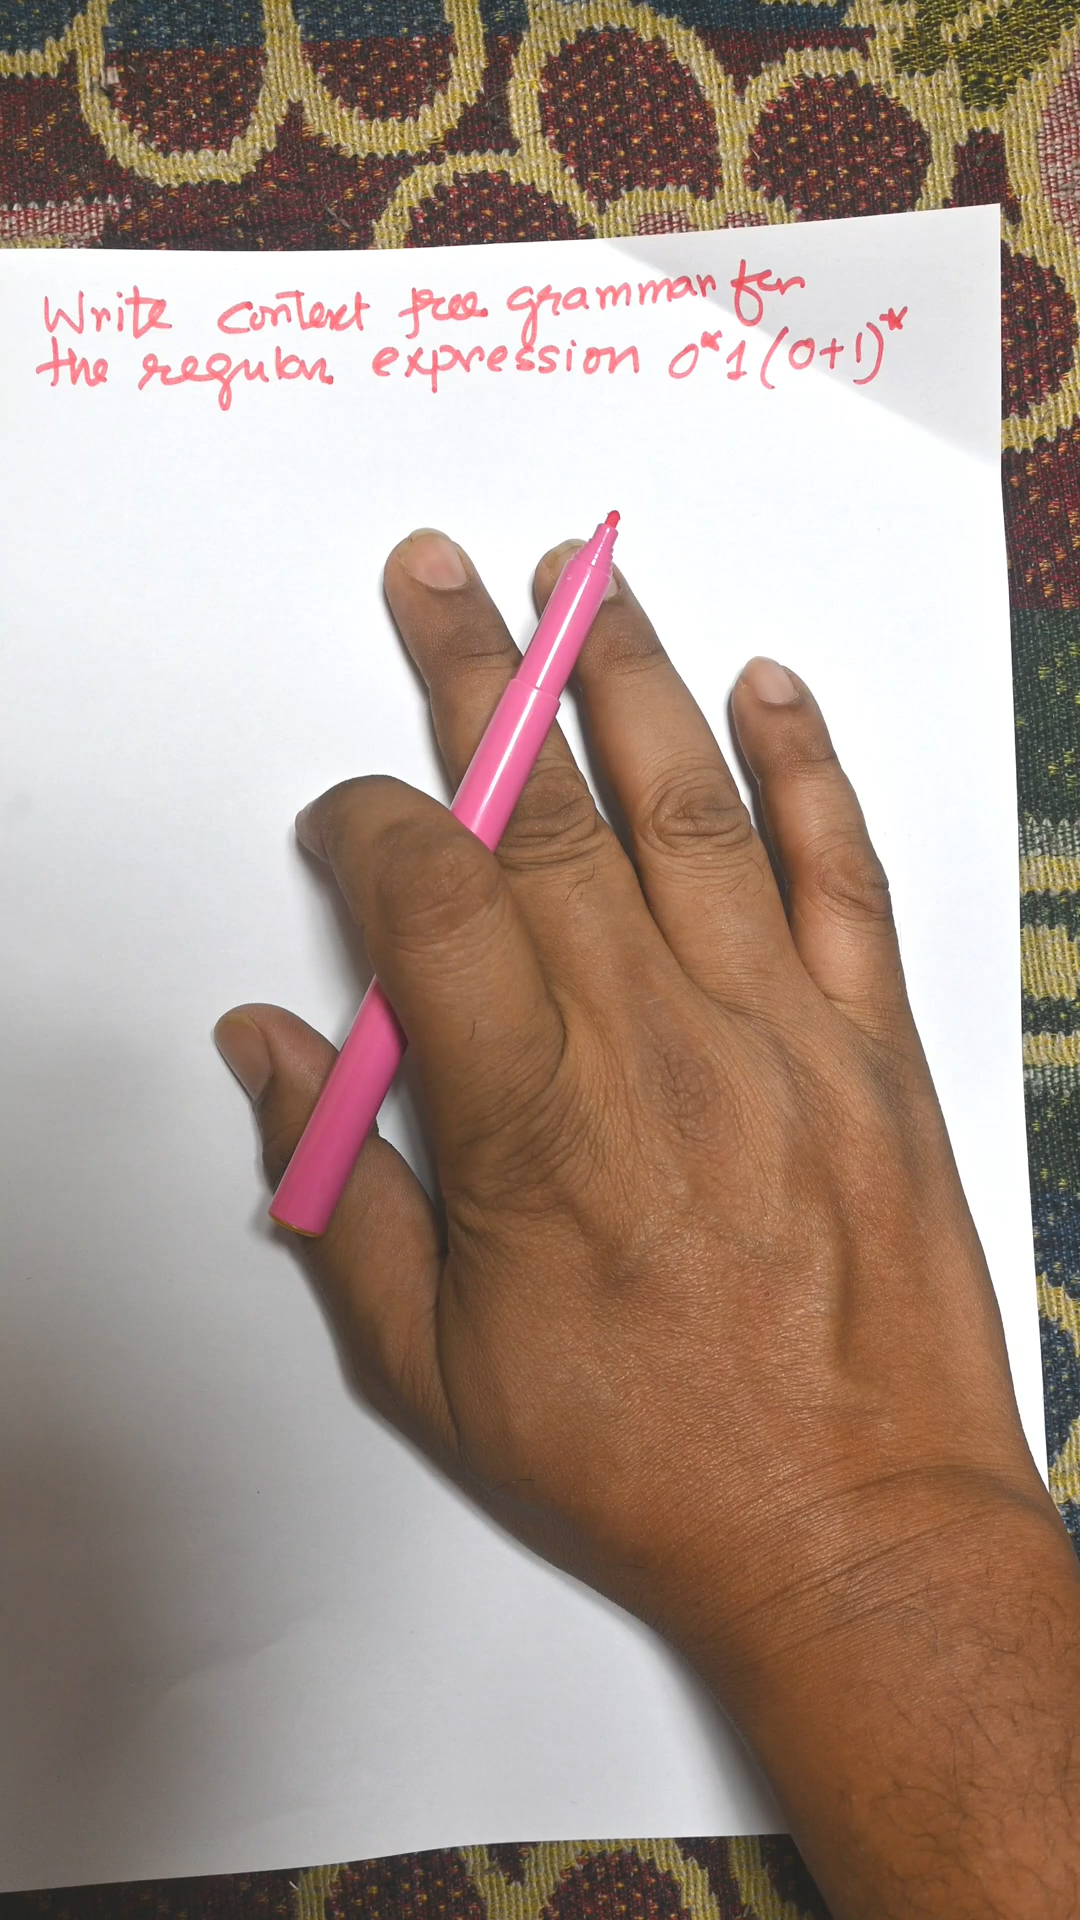 Write context free grammar for
the regular expression 0*1(0+1)*